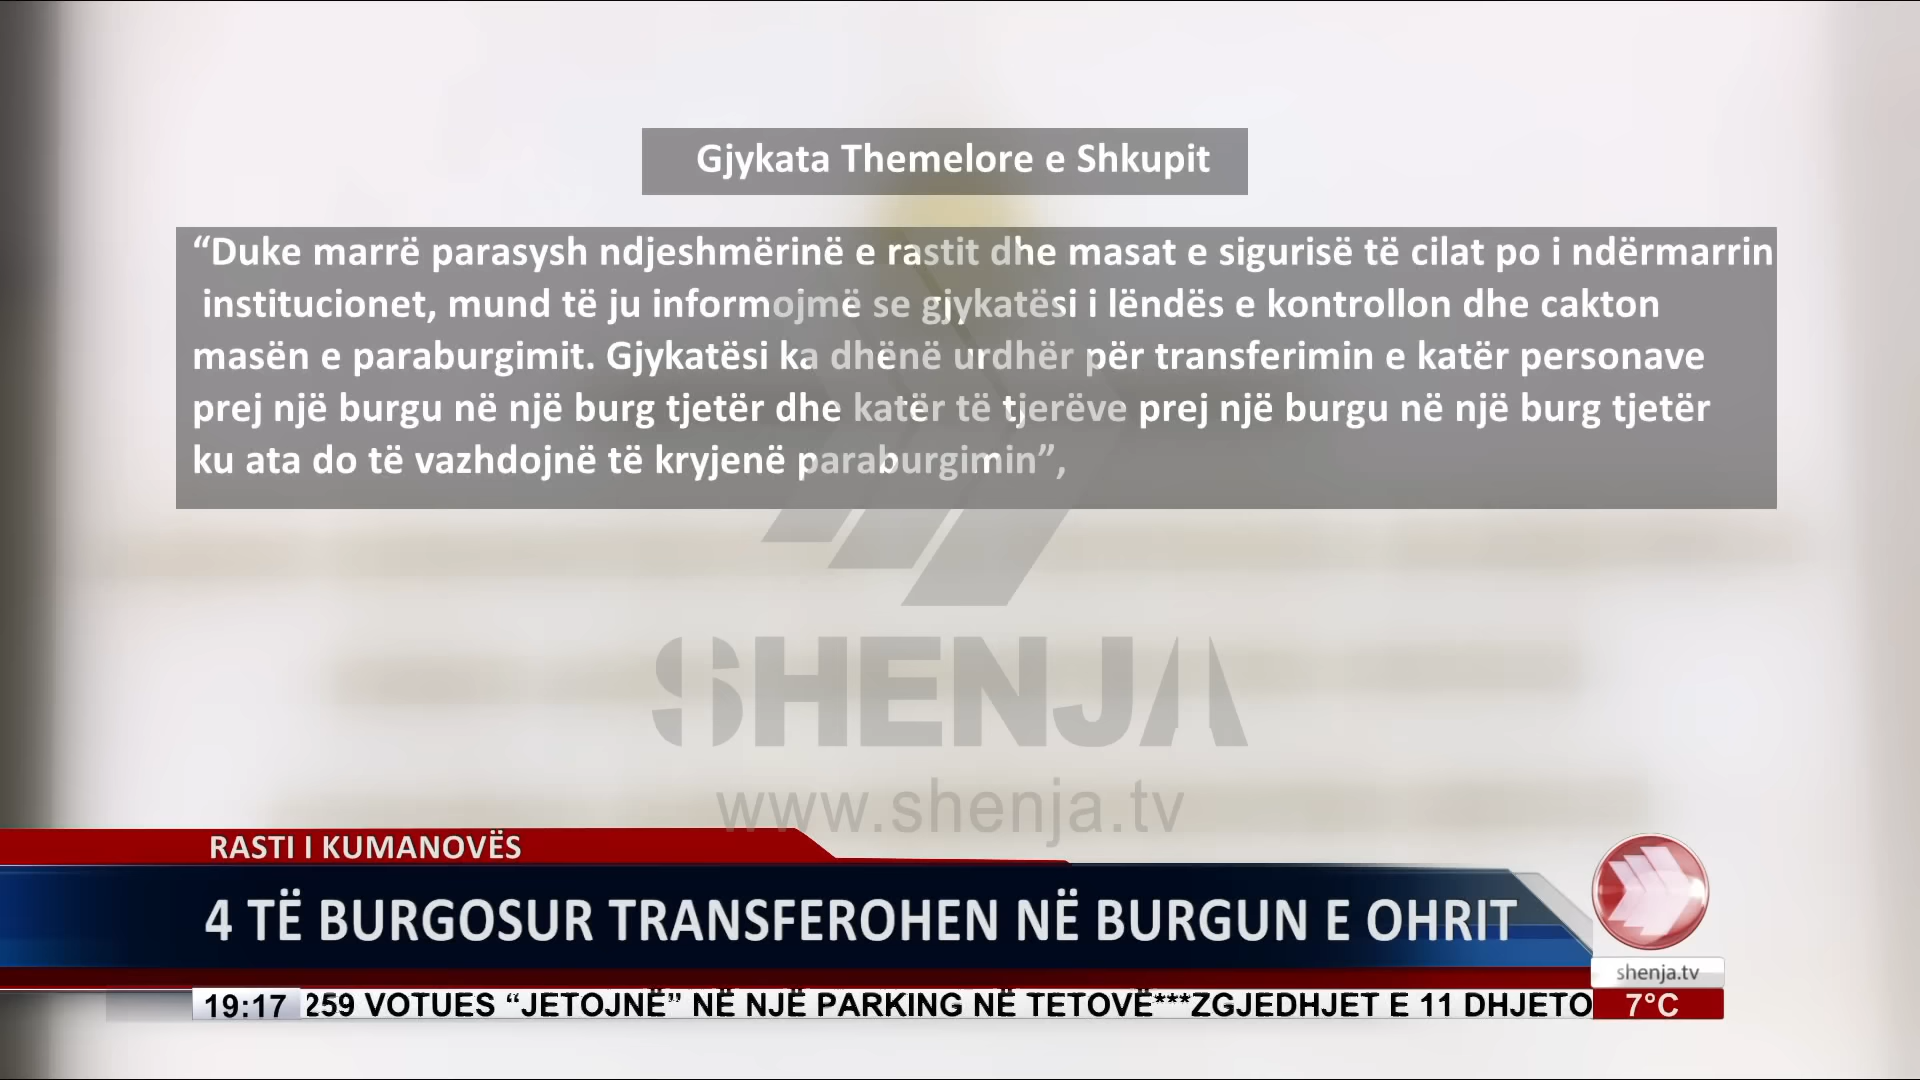 Gjykata Themelore e Shkupit
“Duke marrë parasysh ndjeshmërinë e rastit dhe masat e sigurisë të cilat po i ndërmarrin
institucionet, mund të ju informojmë se gjykatësi i lëndës e kontrollon dhe cakton
masën e paraburgimit. Gjykatësi ka dhënë urdhër për transferimin e katër personave
prej një burgu në një burg tjetër dhe katër të tjerëve prej një burgu në një burg tjetër
ku ata do të vazhdojnë të kryjenë paraburgimin”,
SHENJA
www.shenja.tv
RASTI I KUMANOVËS
4 TË BURGOSUR TRANSFEROHEN NË BURGUN E OHRIT
shenja.tv
19:17 259 VOTUES “JETOJNË” NË NJË PARKING NË TETOVË***ZGJEDHJET E 11 DHJETO 7°C